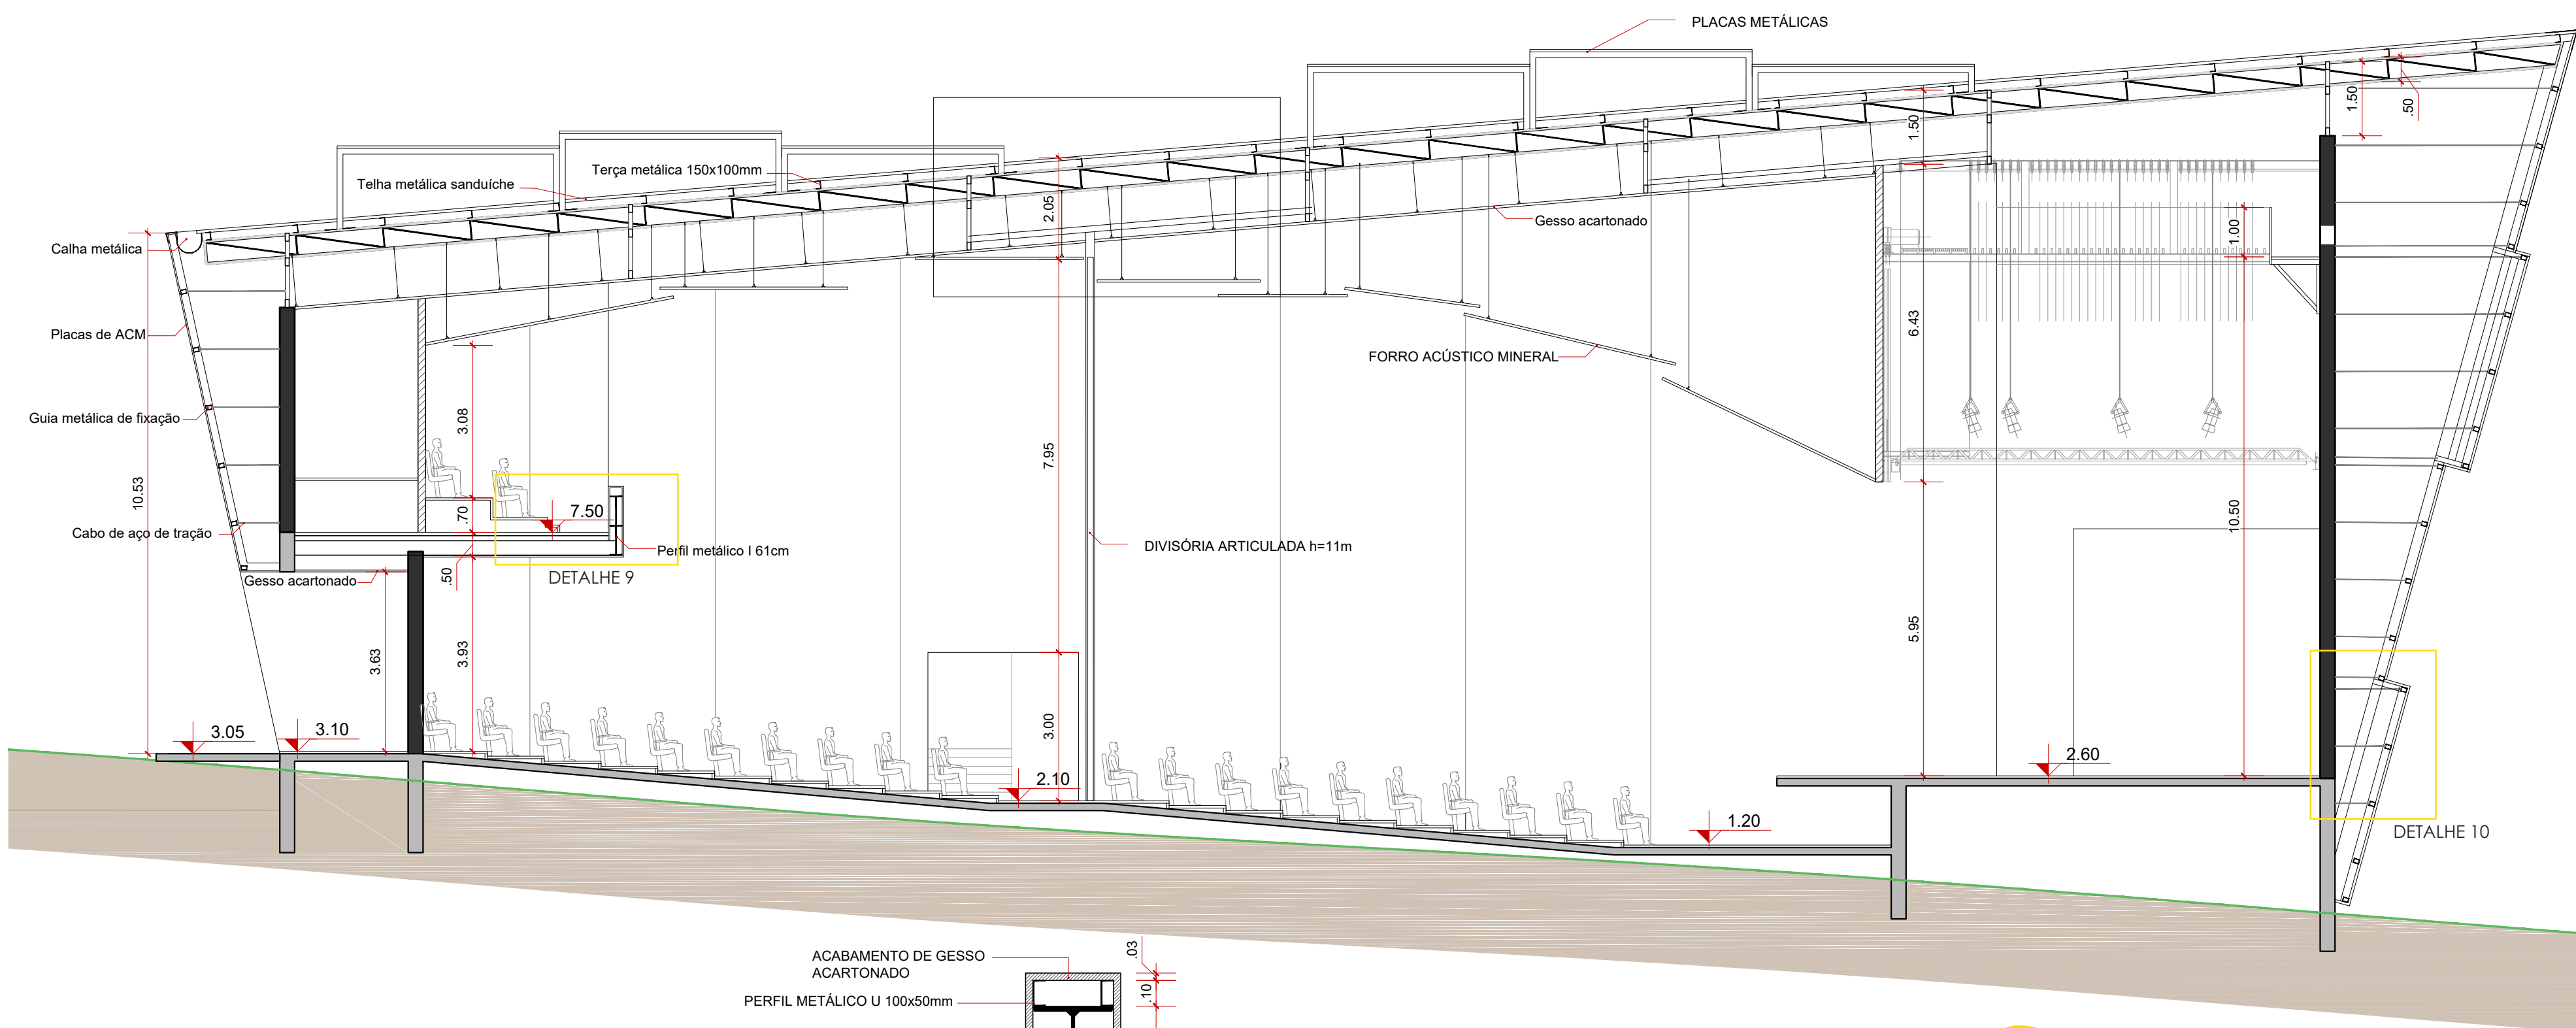 PLACAS METÁLICAS
1.50
.50
1.50
Terça metálica 150x100mm
Telha metálica sanduíche
2.05
Gesso acartonado
1.00
Calha metálica
Placas de ACM
6.43
FORRO ACÚSTICO MINERAL
Guia metálica de fixação
3.08
7.95
10.53
10.50
.70
7.50
Cabo de aço de tração
Perfil metálico I 61cm
DIVISÓRIA ARTICULADA h=11m
.50
DETALHE 9
Gesso acartonado
5.95
3.63
3.93
3.00
3.05
3.10
2.10
2.60
1.20
DETALHE 10
ACABAMENTO DE GESSO
ACARTONADO
.03
.10
PERFIL METÁLICO U 100x50mm